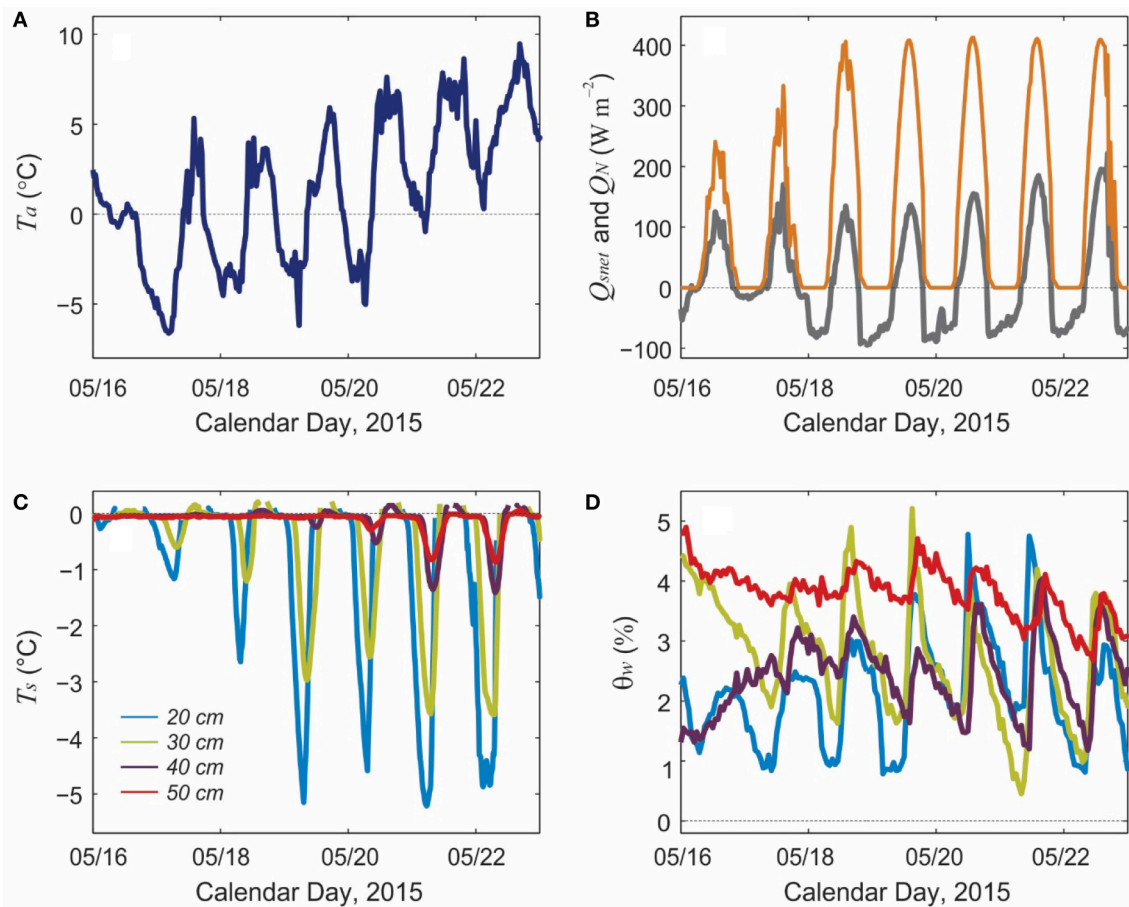 A
10
5
0
−5
Ta (°C)
05/16 05/18 05/20 05/22
Calendar Day, 2015
B
400
300
200
100
0
−100
Qsnet and QN (W m−2)
05/16 05/18 05/20 05/22
Calendar Day, 2015
C
0
−1
−2
−3
−4
−5
Ts (°C)
20 cm
30 cm
40 cm
50 cm
05/16 05/18 05/20 05/22
Calendar Day, 2015
D
5
4
3
2
1
0
θw (%)
05/16 05/18 05/20 05/22
Calendar Day, 2015